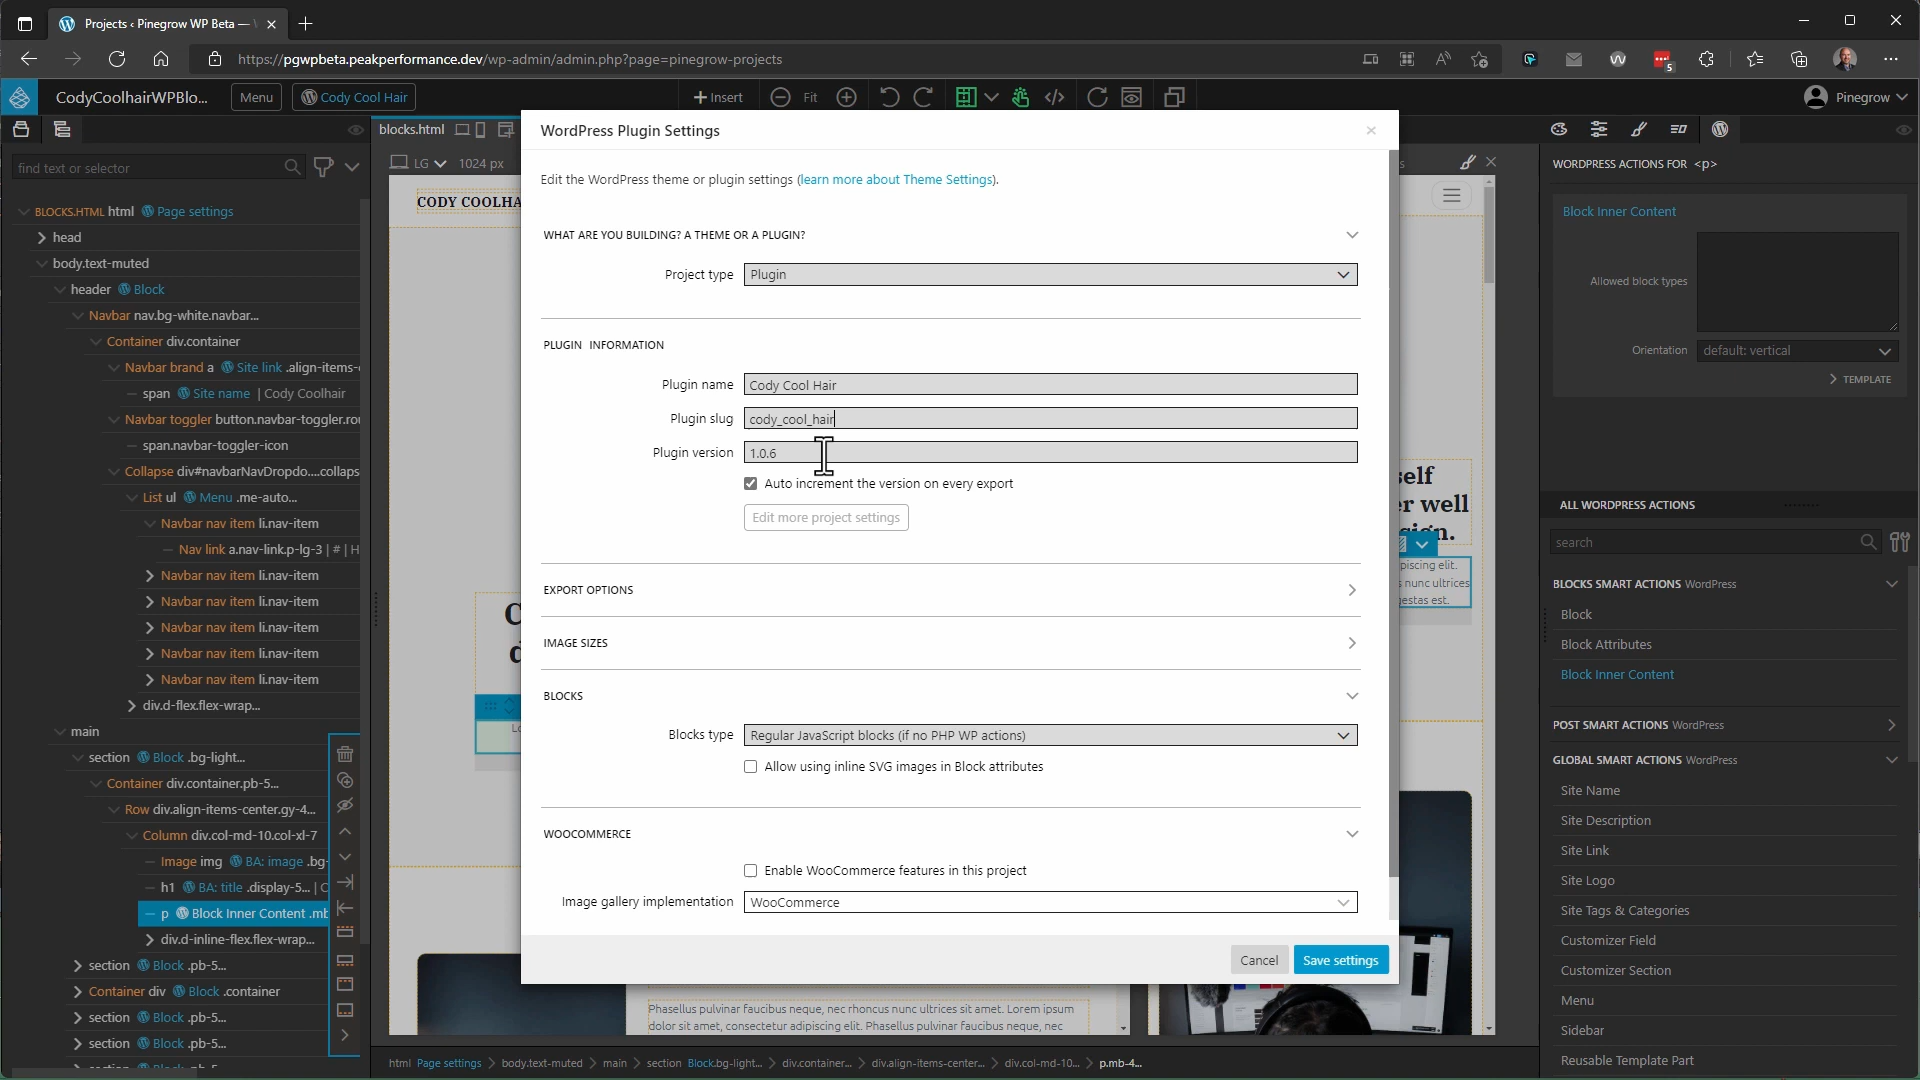 Projects ‹ Pinegrow WP Beta —
https://pgwpbeta.peakperformance.dev/wp-admin/admin.php?page=pinegrow-projects
5
CodyCoolhairWPBlo...
Menu
Cody Cool Hair
Insert
Fit
Pinegrow
find text or selector
BLOCKS.HTML html Page settings
head
body.text-muted
header Block
Navbar nav.bg-white.navbar...
Container div.container
Navbar brand a Site link .align-items-
span Site name | Cody Coolhair
Navbar toggler button.navbar-toggler.rou
span.navbar-toggler-icon
Collapse div#navbarNavDropdo....collaps
List ul Menu .me-auto...
Navbar nav item li.nav-item
Nav link a.nav-link.p-lg-3 | # | H
Navbar nav item li.nav-item
Navbar nav item li.nav-item
Navbar nav item li.nav-item
Navbar nav item li.nav-item
Navbar nav item li.nav-item
div.d-flex.flex-wrap...
main
section Block .bg-light...
Container div.container.pb-5...
Row div.align-items-center.gy-4...
Column div.col-md-10.col-xl-7
Image img BA: image .bg-
h1 BA: title .display-5... | C
p Block Inner Content .mb
div.d-inline-flex.flex-wrap...
section Block .pb-5...
Container div Block .container
section Block .pb-5...
section Block .pb-5...
blocks.html
LG 1024 px
CODY COOLHA
WordPress Plugin Settings
Edit the WordPress theme or plugin settings (learn more about Theme Settings).
WHAT ARE YOU BUILDING? A THEME OR A PLUGIN?
Project type Plugin
PLUGIN INFORMATION
Plugin name Cody Cool Hair
Plugin slug cody_cool_hair
Plugin version 1.0.6
Auto increment the version on every export
Edit more project settings
EXPORT OPTIONS
IMAGE SIZES
BLOCKS
Blocks type Regular JavaScript blocks (if no PHP WP actions)
Allow using inline SVG images in Block attributes
WOOCOMMERCE
Enable WooCommerce features in this project
Image gallery implementation WooCommerce
Cancel
Save settings
self
er well
piscing elit.
nunc ultrices
estas est.
Phasellus pulvinar faucibus neque, nec rhoncus nunc ultrices sit amet. Lorem ipsum
dolor sit amet, consectetur adipiscing elit. Phasellus pulvinar faucibus neque, nec
html Page settings body.text-muted main section Block.bg-light... div.container... div.align-items-center... div.col-md-10... p.mb-4...
WORDPRESS ACTIONS FOR <p>
Block Inner Content
Allowed block types
Orientation default: vertical
TEMPLATE
ALL WORDPRESS ACTIONS
search
BLOCKS SMART ACTIONS WordPress
Block
Block Attributes
Block Inner Content
POST SMART ACTIONS WordPress
GLOBAL SMART ACTIONS WordPress
Site Name
Site Description
Site Link
Site Logo
Site Tags & Categories
Customizer Field
Customizer Section
Menu
Sidebar
Reusable Template Part